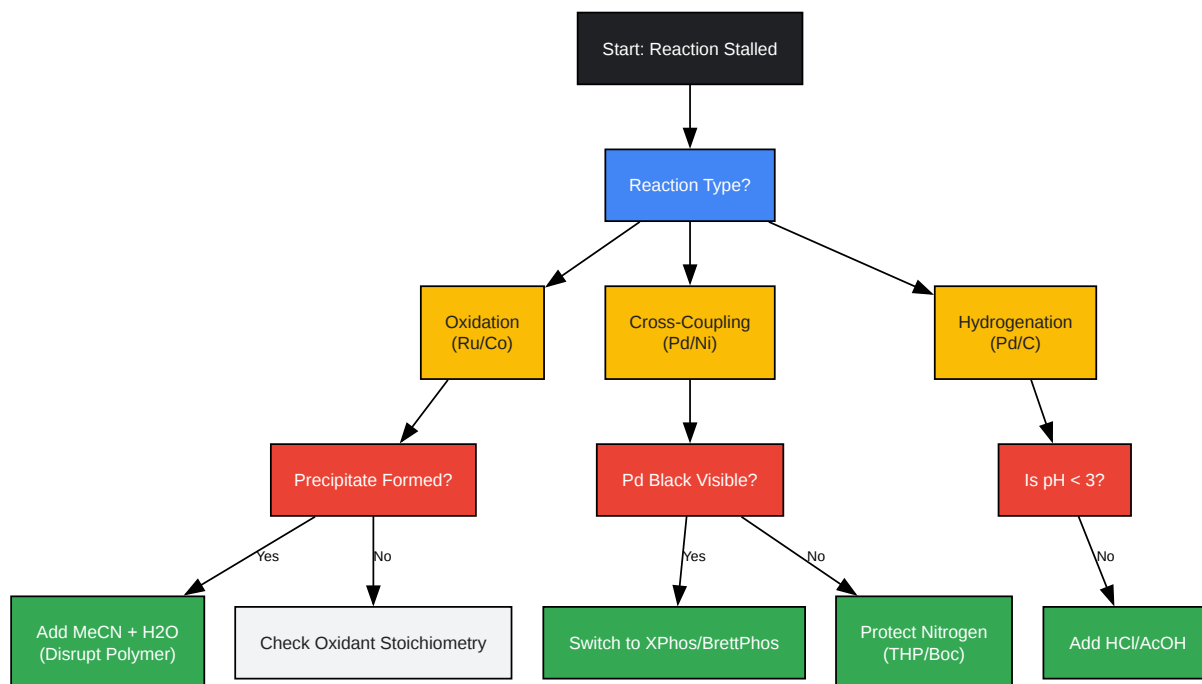 Start: Reaction Stalled
Reaction Type?
Oxidation
(Ru/Co)
Cross-Coupling
(Pd/Ni)
Hydrogenation
(Pd/C)
Precipitate Formed?
Pd Black Visible?
Is pH < 3?
Yes
No
Yes
No
No
Add MeCN + H2O
(Disrupt Polymer)
Check Oxidant Stoichiometry
Switch to XPhos/BrettPhos
Protect Nitrogen
(THP/Boc)
Add HCl/AcOH